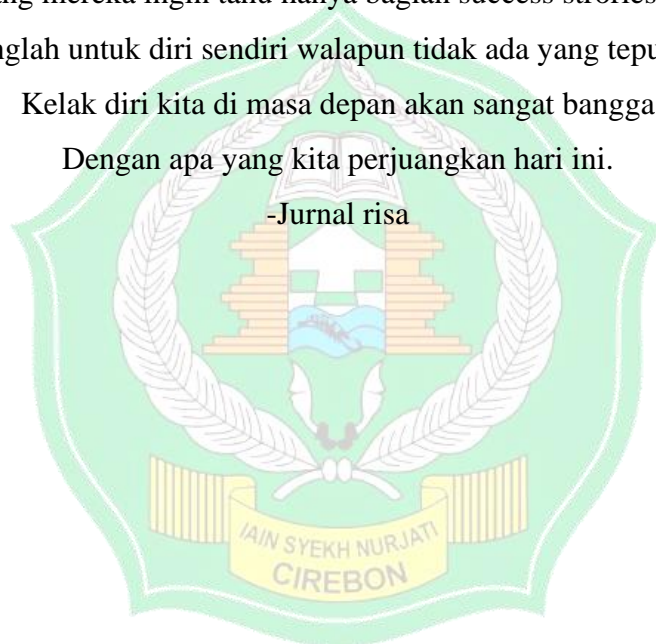 mereka ingin tahu hanya bagian success
untuk diri sendiri walapun tidak ada yang
Kelak diri kita di masa depan akan sangat bangga
Dengan apa yang kita perjuangkan hari ini.
-Jurnal risa
IAIN SYEKH NURJATI
CIREBON